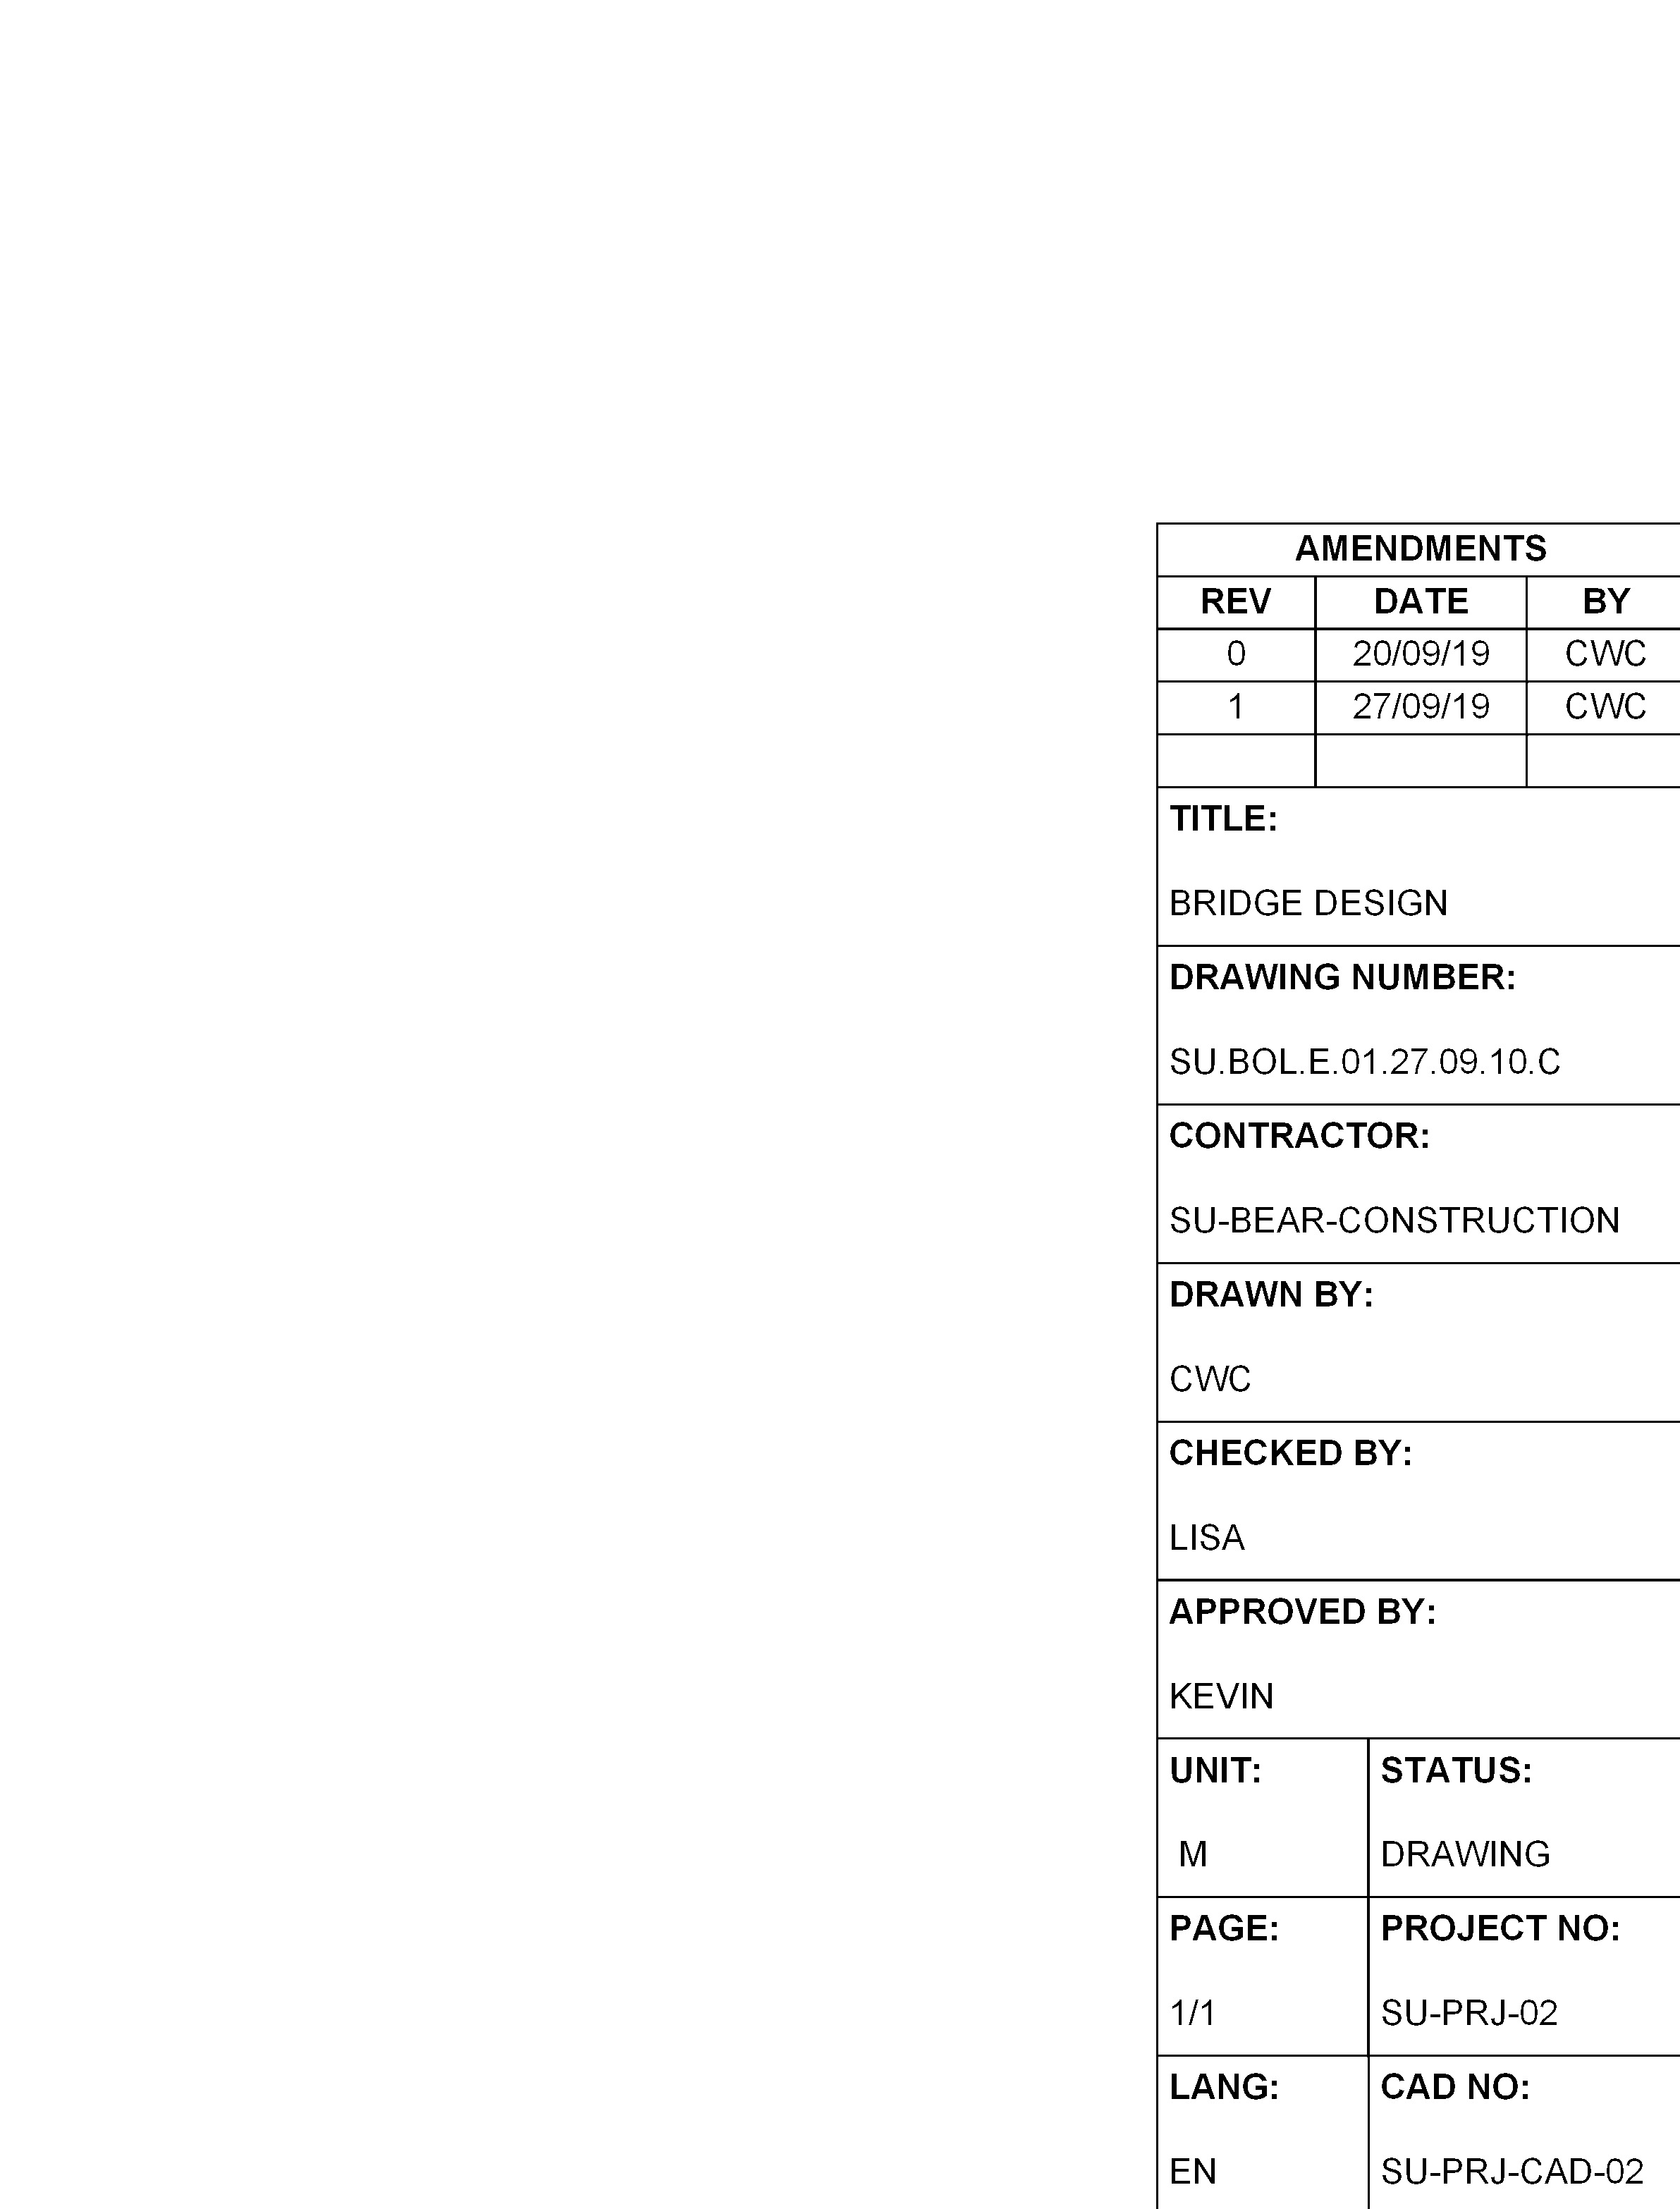 AMENDMENTS
REV DATE BY
0 20/09/19 CWC
1 27/09/19 CWC
TITLE:
BRIDGE DESIGN
DRAWING NUMBER:
SU.BOL.E.01.27.09.10.C
CONTRACTOR:
SU-BEAR-CONSTRUCTION
DRAWN BY:
CWC
CHECKED BY:
LISA
APPROVED BY:
KEVIN
UNIT: STATUS:
M DRAWING
PAGE: PROJECT NO:
1/1 SU-PRJ-02
LANG: CAD NO:
EN SU-PRJ-CAD-02